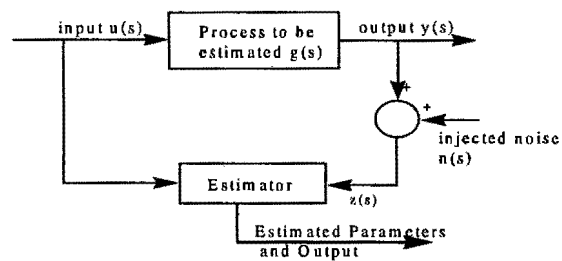 input u(s)
Process to be
estimated g(s)
output y(s)
+
+
injected noise
n(s)
Estimator
z(s)
Estimated Parameters
and Output